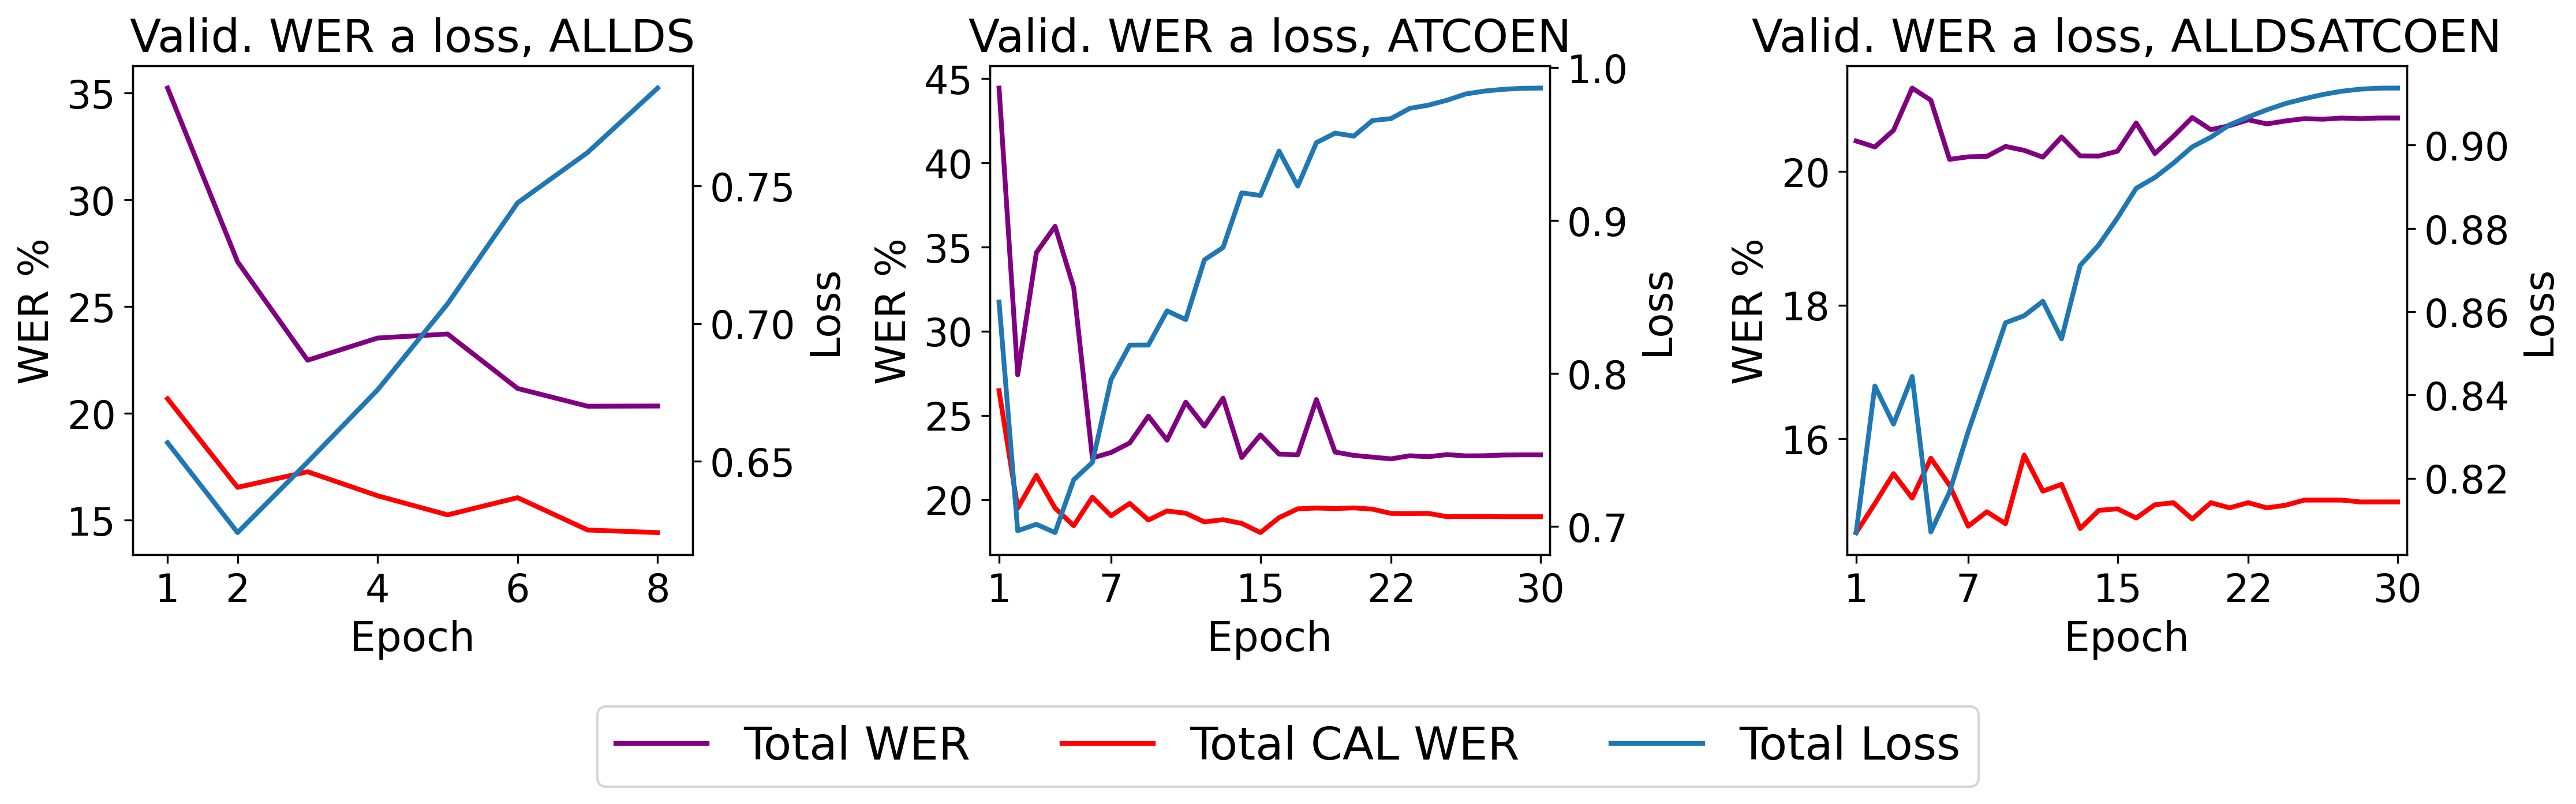 Valid. WER a loss, ALLDS
WER %
35
30
25
20
15
0.75
0.70
0.65
Loss
1 2 4 6 8
Epoch
Valid. WER a loss, ATCOEN
WER %
45
40
35
30
25
20
1.0
0.9
0.8
0.7
Loss
1 7 15 22 30
Epoch
Valid. WER a loss, ALLDSATCOEN
WER %
20
18
16
0.90
0.88
0.86
0.84
0.82
Loss
1 7 15 22 30
Epoch
Total WER Total CAL WER Total Loss